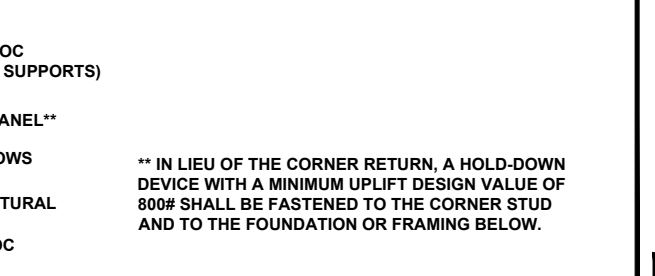 OC
SUPPORTS)
ANEL**
OWS
TURAL
OC
** IN LIEU OF THE CORNER RETURN, A HOLD-DOWN
DEVICE WITH A MINIMUM UPLIFT DESIGN VALUE OF
800# SHALL BE FASTENED TO THE CORNER STUD
AND TO THE FOUNDATION OR FRAMING BELOW.